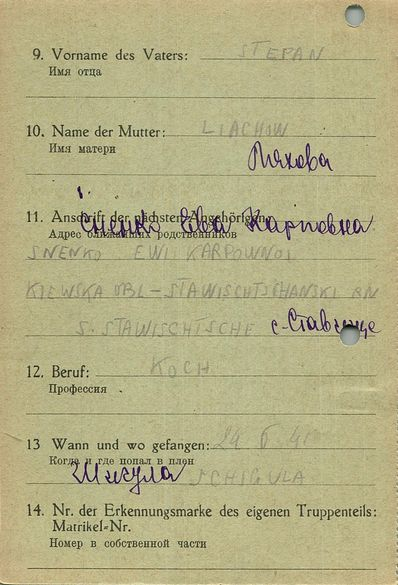 9. Vorname des Vaters: STEPAN
Имя отца
10. Name der Mutter: LIACHOW
Имя матери
Ляхова
11. Anschrift der nächsten Angehörigen:
Адрес ближайших родственников
Ева Карповна
SNENKO EWI KARPOWNOI
KIEWSKA OBL-STAWISCHTSCHANSKI RN
S. STAWISCHTSCHE с-Ставище
12. Beruf: KOCH
Профессия
13 Wann und wo gefangen: 29 6 41
Когда и где попал в плен
Шигула SCHIGULA
14. Nr. der Erkennungsmarke des eigenen Truppenteils:
Matrikel-Nr.
Номер в собственной части